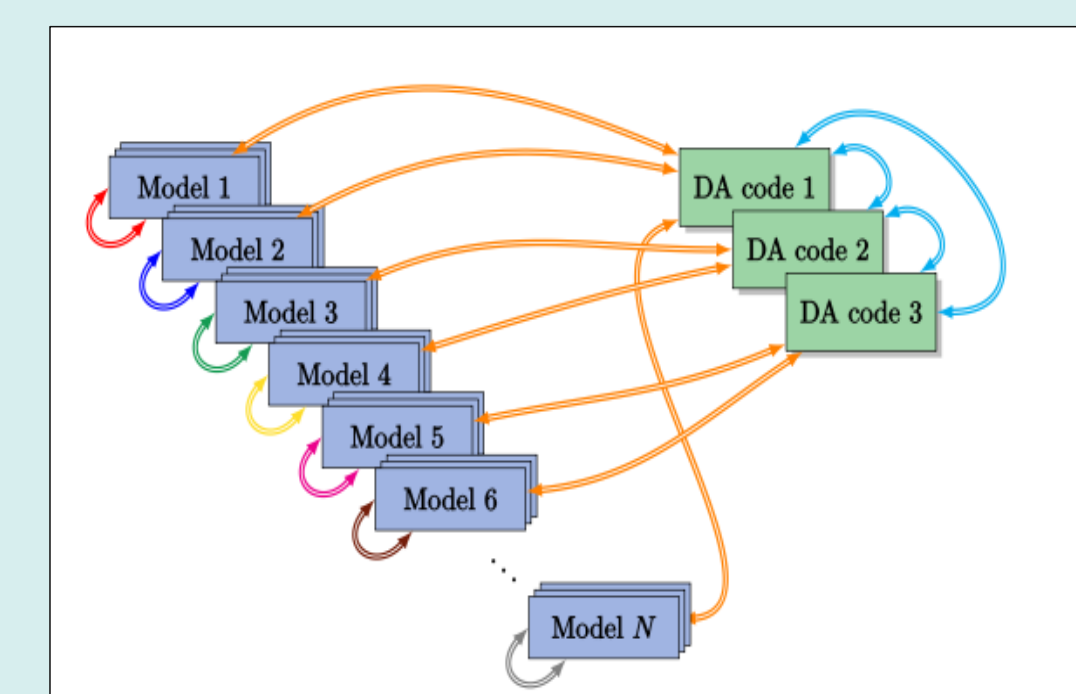 Model 1
Model 2
Model 3
Model 4
Model 5
Model 6
⋱
Model N
DA code 1
DA code 2
DA code 3